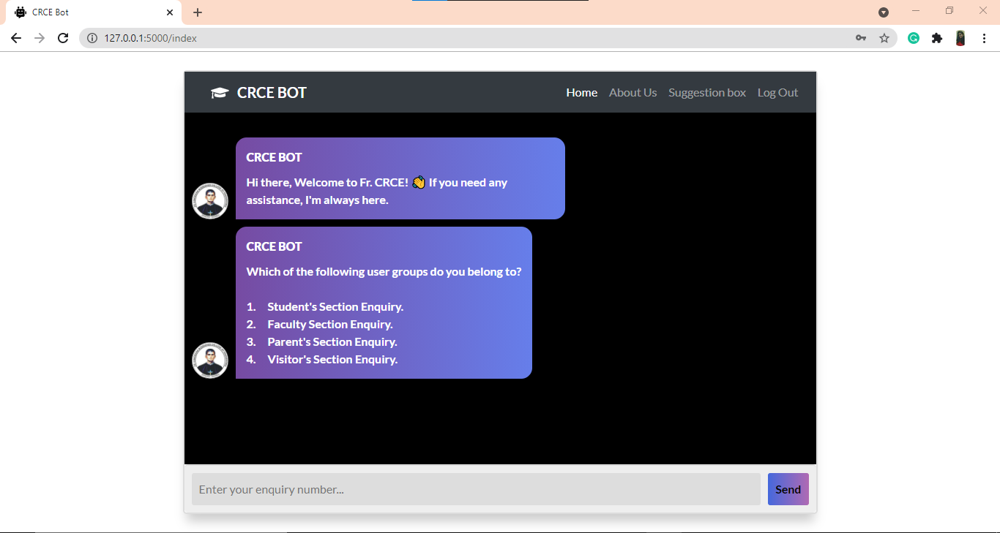 CRCE Bot
127.0.0.1:5000/index
CRCE BOT
Home About Us Suggestion box Log Out
CRCE BOT
Hi there, Welcome to Fr. CRCE! 👋 If you need any
assistance, I'm always here.
CRCE BOT
Which of the following user groups do you belong to?
1. Student's Section Enquiry.
2. Faculty Section Enquiry.
3. Parent's Section Enquiry.
4. Visitor's Section Enquiry.
Enter your enquiry number...
Send